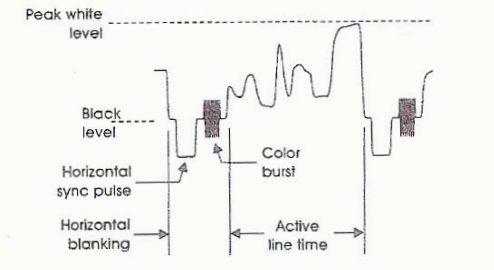 Peak white
level
Black
level
Color
burst
Horizontal
sync pulse
Horizontal
blanking
Active
line time